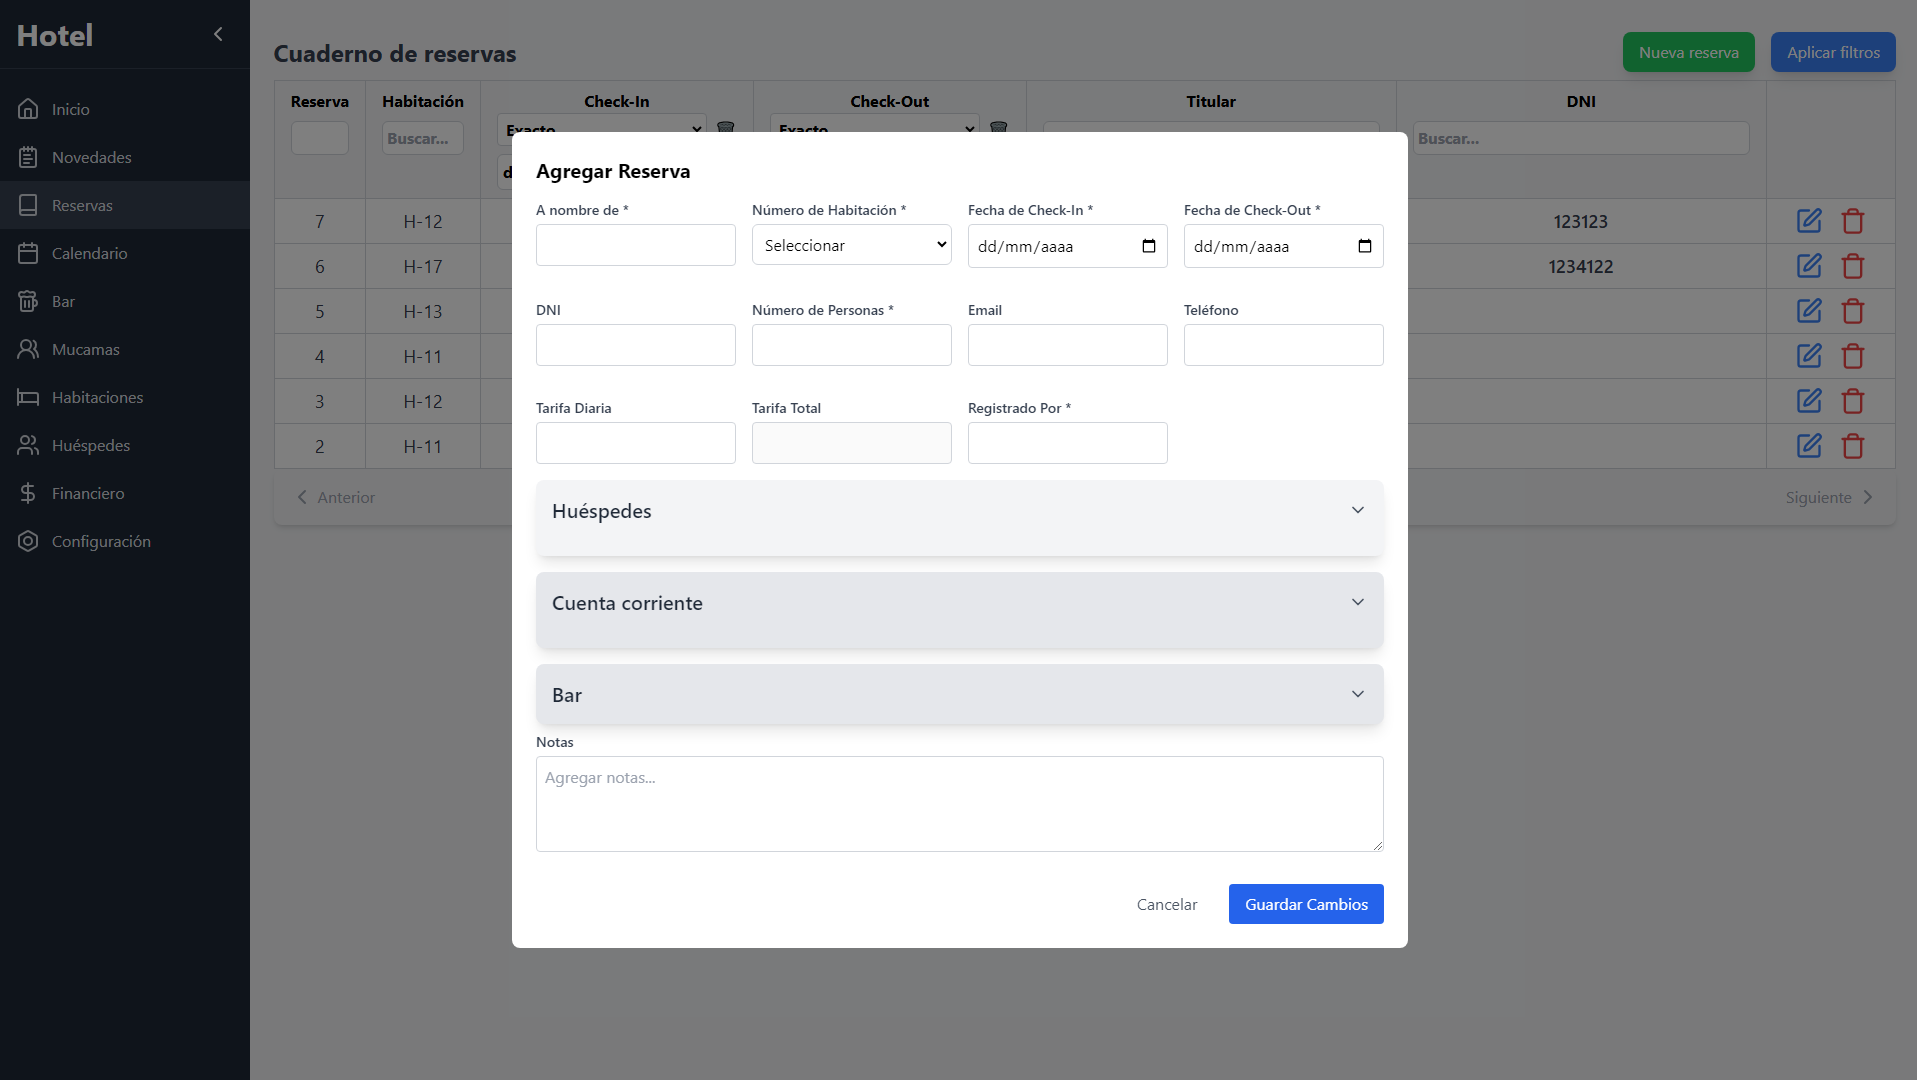 Hotel
Inicio
Novedades
Reservas
Calendario
Bar
Mucamas
Habitaciones
Huéspedes
Financiero
Configuración
Cuaderno de reservas
Nueva reserva
Aplicar filtros
Reserva Habitación Check-In Check-Out Titular DNI
Buscar... Exacto Exacto Buscar...
7 H-12 123123
6 H-17 1234122
5 H-13
4 H-11
3 H-12
2 H-11
Anterior Siguiente
Agregar Reserva
A nombre de * Número de Habitación * Fecha de Check-In * Fecha de Check-Out *
Seleccionar dd/mm/aaaa dd/mm/aaaa
DNI Número de Personas * Email Teléfono
Tarifa Diaria Tarifa Total Registrado Por *
Huéspedes
Cuenta corriente
Bar
Notas
Agregar notas...
Cancelar Guardar Cambios